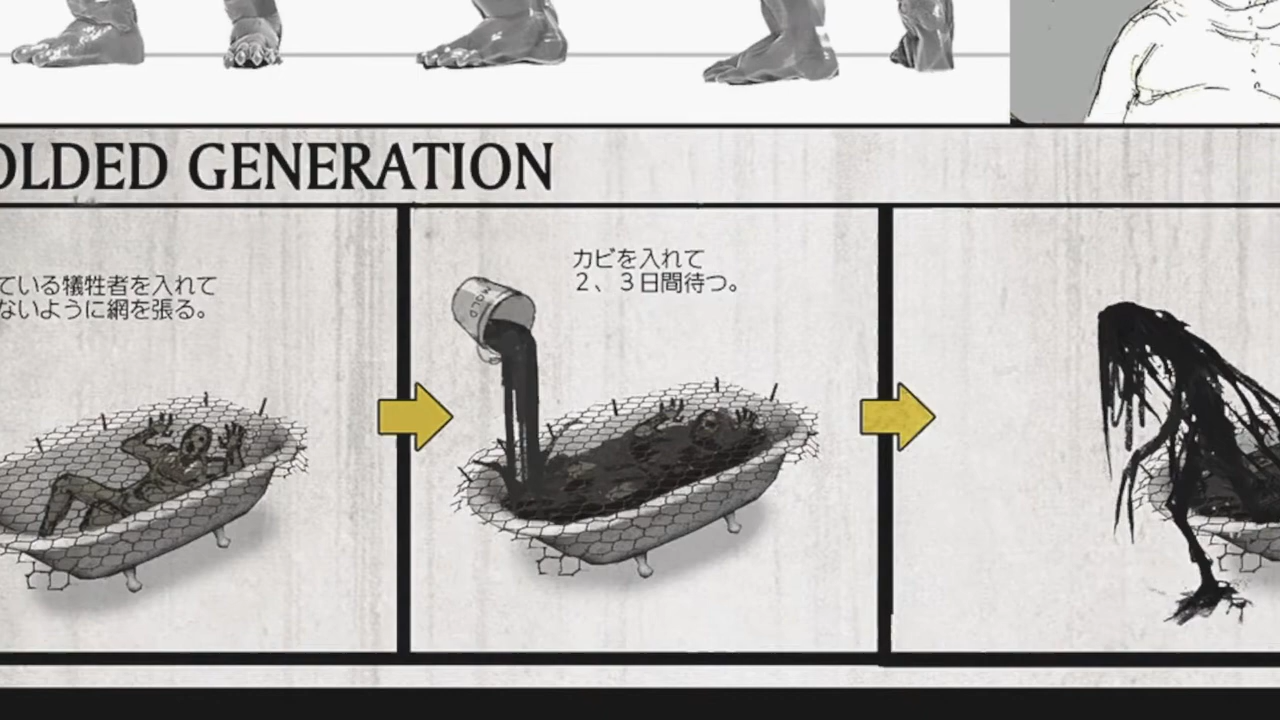 OLDED GENERATION
ている犠牲者を入れて
ないように網を張る。
カビを入れて
２、３日間待つ。
MOLD